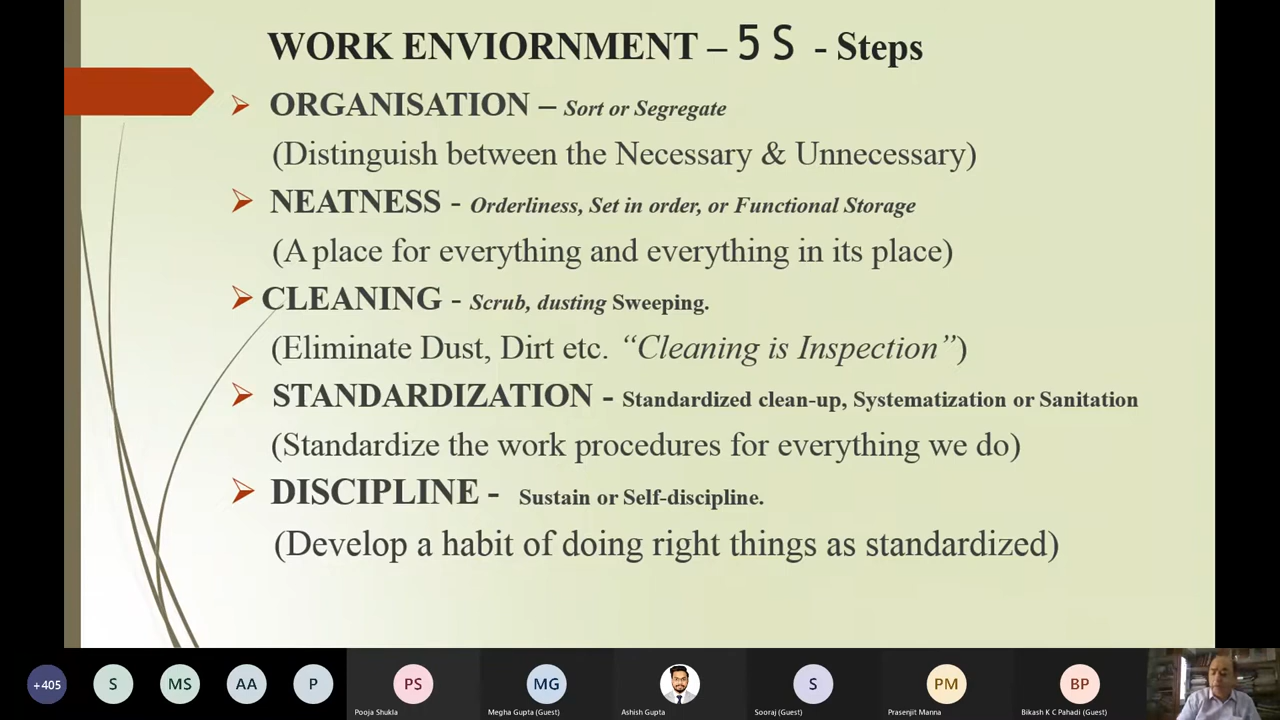 WORK ENVIORNMENT – 5 S - Steps
ORGANISATION – Sort or Segregate
(Distinguish between the Necessary & Unnecessary)
NEATNESS - Orderliness, Set in order, or Functional Storage
(A place for everything and everything in its place)
CLEANING - Scrub, dusting Sweeping.
(Eliminate Dust, Dirt etc. “Cleaning is Inspection”)
STANDARDIZATION - Standardized clean-up, Systematization or Sanitation
(Standardize the work procedures for everything we do)
DISCIPLINE - Sustain or Self-discipline.
(Develop a habit of doing right things as standardized)
+405 S MS AA P PS MG S PM BP
Pooja Shukla Megha Gupta (Guest) Ashish Gupta Sooraj (Guest) Prasenjit Manna Bikash K C Pahadi (Guest)